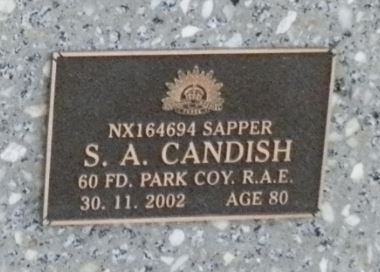 NX164694 SAPPER
S. A. CANDISH
60 FD. PARK COY. R.A.E.
30. 11. 2002 AGE 80